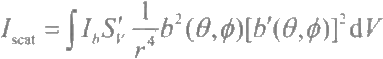 I_scat = ∫ I_b S′_V 1/r⁴ b²(θ,ϕ)[b′(θ,ϕ)]² dV